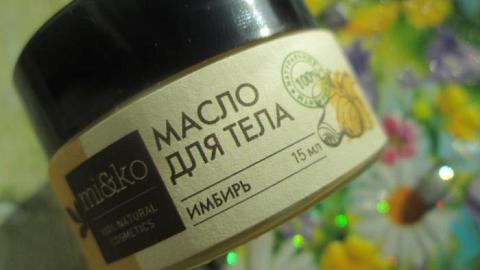 mi&ko
100% NATURAL
COSMETICS
МАСЛО
ДЛЯ ТЕЛА
ИМБИРЬ
15 мл
100%